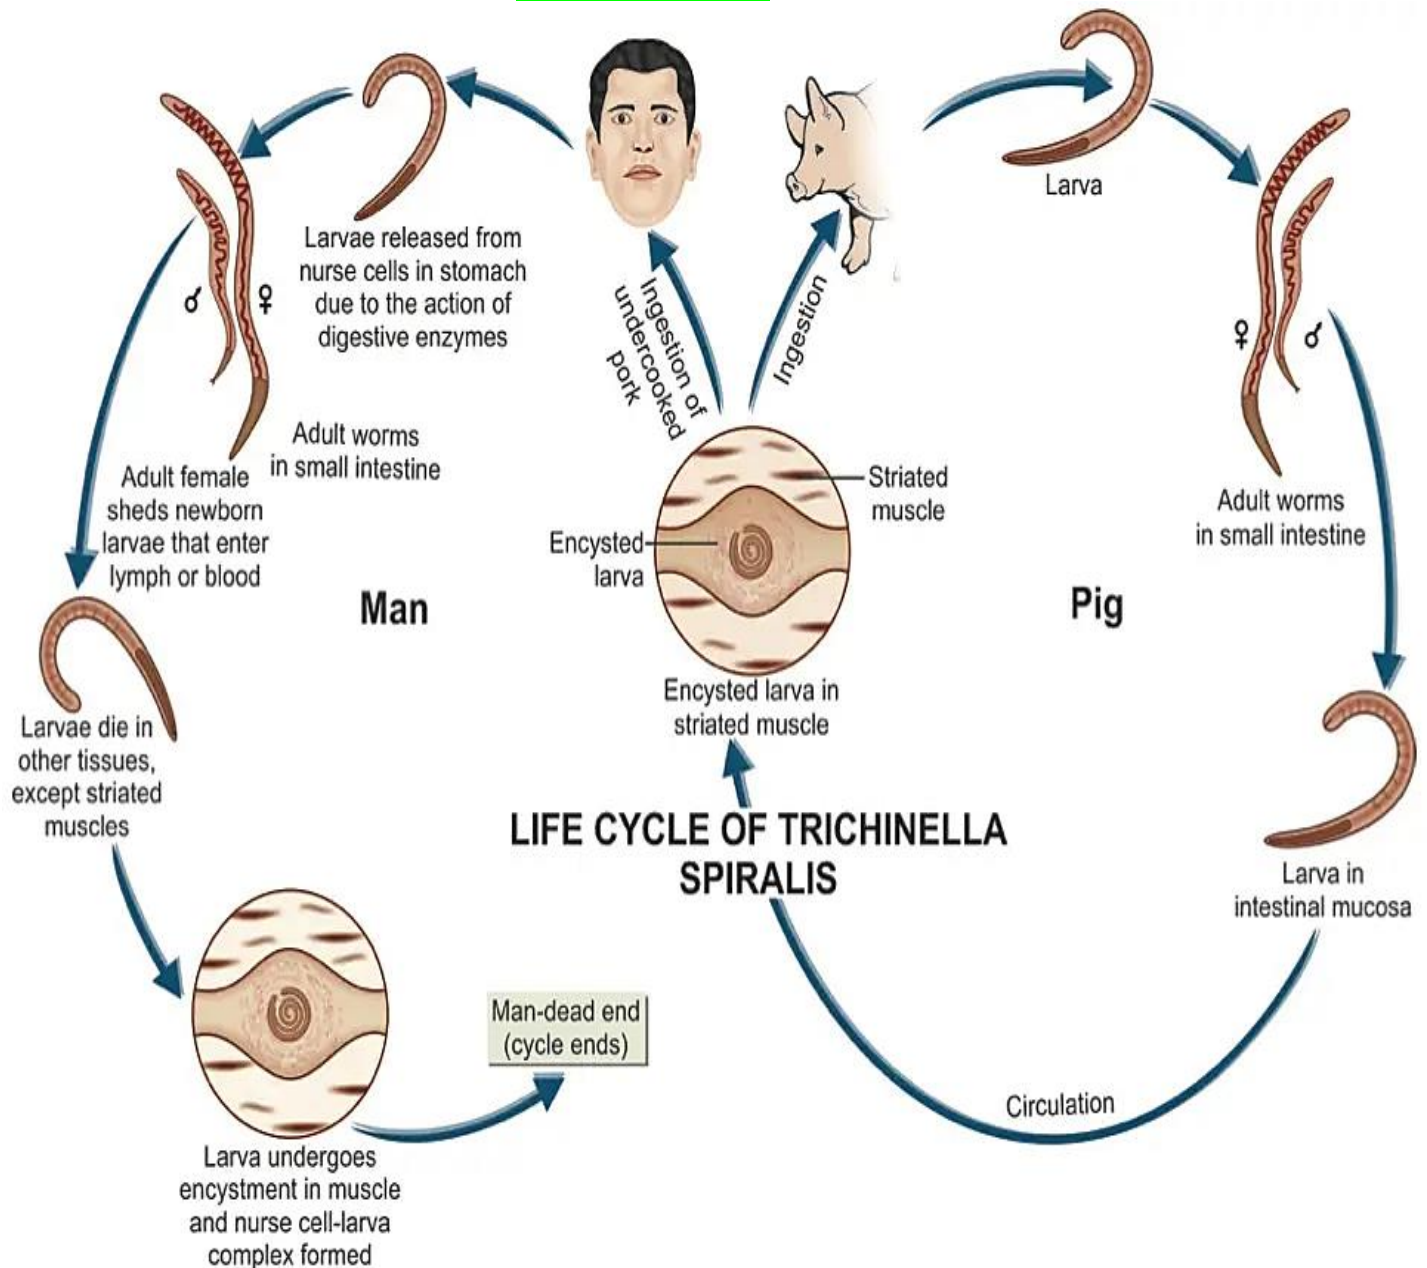 Larva
Larvae released from
nurse cells in stomach
due to the action of
digestive enzymes
♂
♀
Adult worms
in small intestine
Adult female
sheds newborn
larvae that enter
lymph or blood
Larvae die in
other tissues,
except striated
muscles
Larva undergoes
encystment in muscle
and nurse cell-larva
complex formed
Man-dead end
(cycle ends)
Man
Ingestion of
undercooked
pork
Ingestion
Striated
muscle
Encysted
larva
Encysted larva in
striated muscle
LIFE CYCLE OF TRICHINELLA
SPIRALIS
Pig
♀
♂
Adult worms
in small intestine
Larva in
intestinal mucosa
Circulation